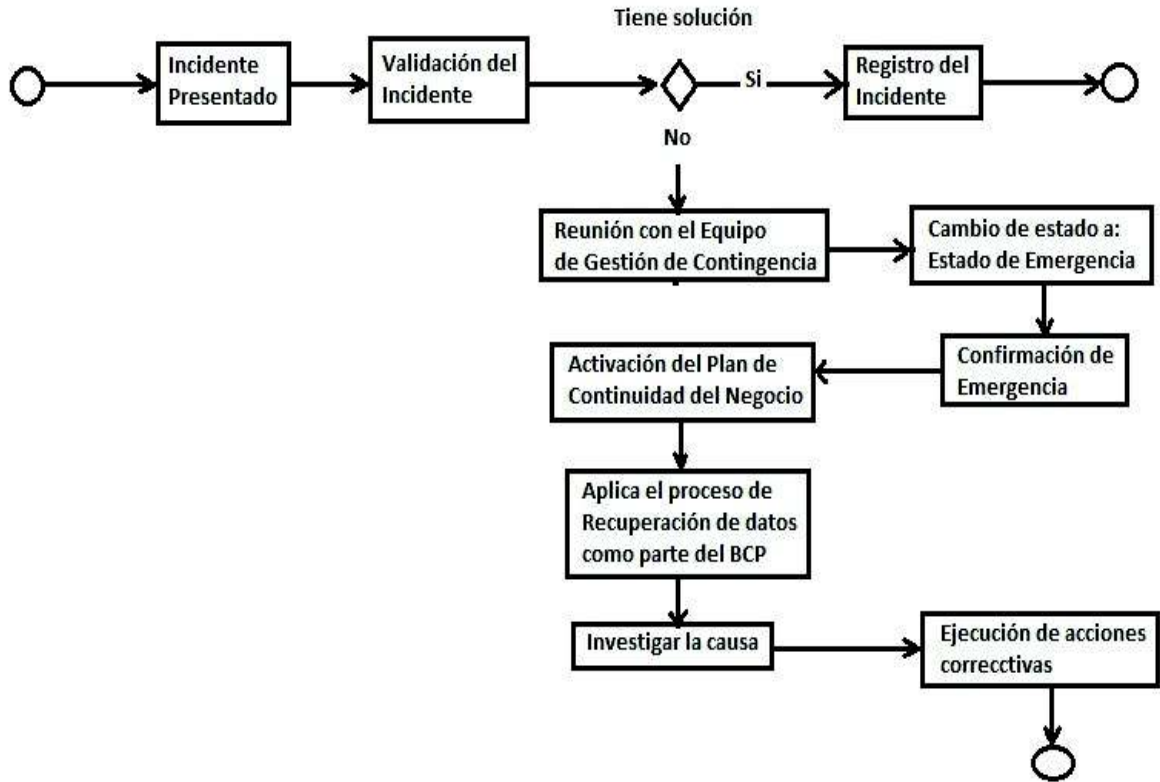 Tiene solución
Incidente
Presentado
Validación del
Incidente
Si
Registro del
Incidente
No
Reunión con el Equipo
de Gestión de Contingencia
Cambio de estado a:
Estado de Emergencia
Activación del Plan de
Continuidad del Negocio
Confirmación de
Emergencia
Aplica el proceso de
Recuperación de datos
como parte del BCP
Investigar la causa
Ejecución de acciones
correcctivas